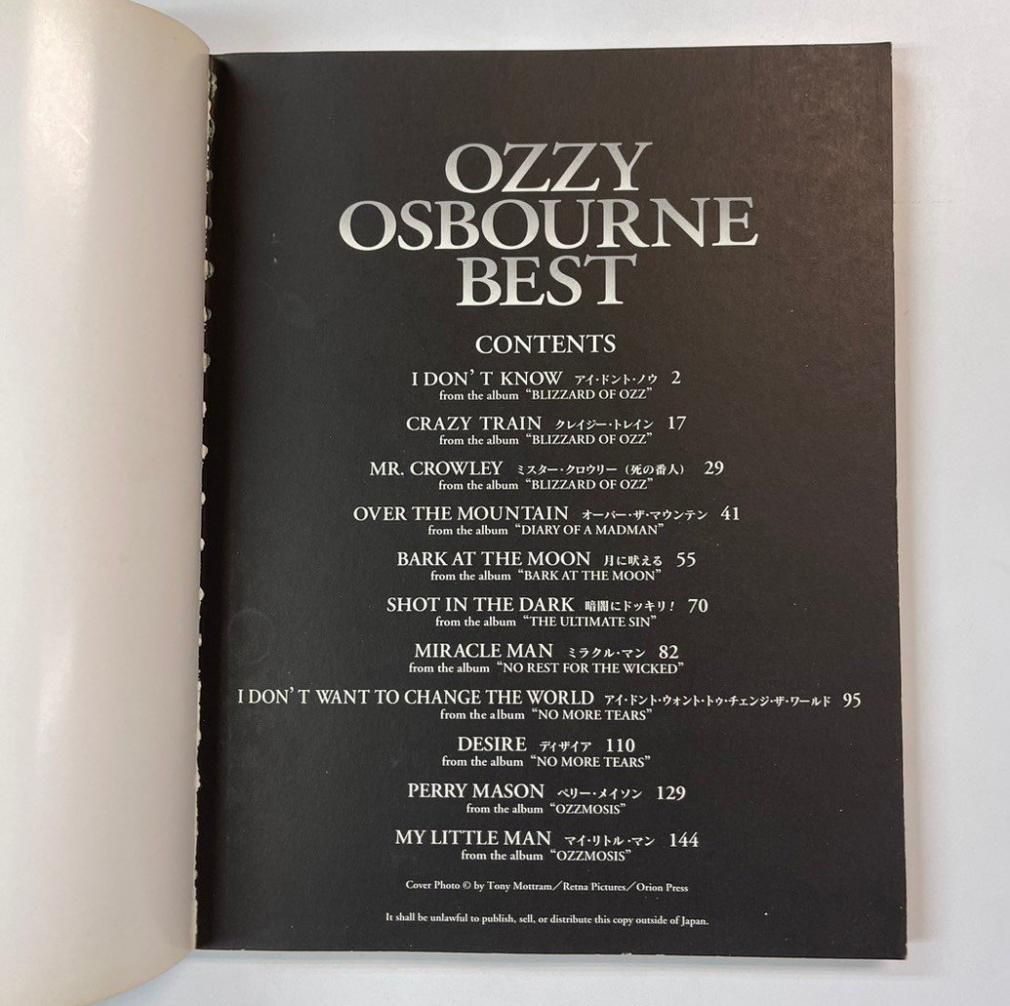 OZZY
OSBOURNE
BEST
CONTENTS
I DON'T KNOW アイ・ドント・ノウ 2
from the album "BLIZZARD OF OZZ"
CRAZY TRAIN クレイジー・トレイン 17
from the album "BLIZZARD OF OZZ"
MR. CROWLEY ミスター・クロウリー(死の番人) 29
from the album "BLIZZARD OF OZZ"
OVER THE MOUNTAIN オーバー・ザ・マウンテン 41
from the album "DIARY OF A MADMAN"
BARK AT THE MOON 月に吠える 55
from the album "BARK AT THE MOON"
SHOT IN THE DARK 暗闇にドッキリ! 70
from the album "THE ULTIMATE SIN"
MIRACLE MAN ミラクル・マン 82
from the album "NO REST FOR THE WICKED"
I DON'T WANT TO CHANGE THE WORLD アイ・ドント・ウォント・トゥ・チェンジ・ザ・ワールド 95
from the album "NO MORE TEARS"
DESIRE ディザイア 110
from the album "NO MORE TEARS"
PERRY MASON ペリー・メイソン 129
from the album "OZZMOSIS"
MY LITTLE MAN マイ・リトル・マン 144
from the album "OZZMOSIS"
Cover Photo © by Tony Mottram／Retna Pictures／Orion Press
It shall be unlawful to publish, sell, or distribute this copy outside of Japan.